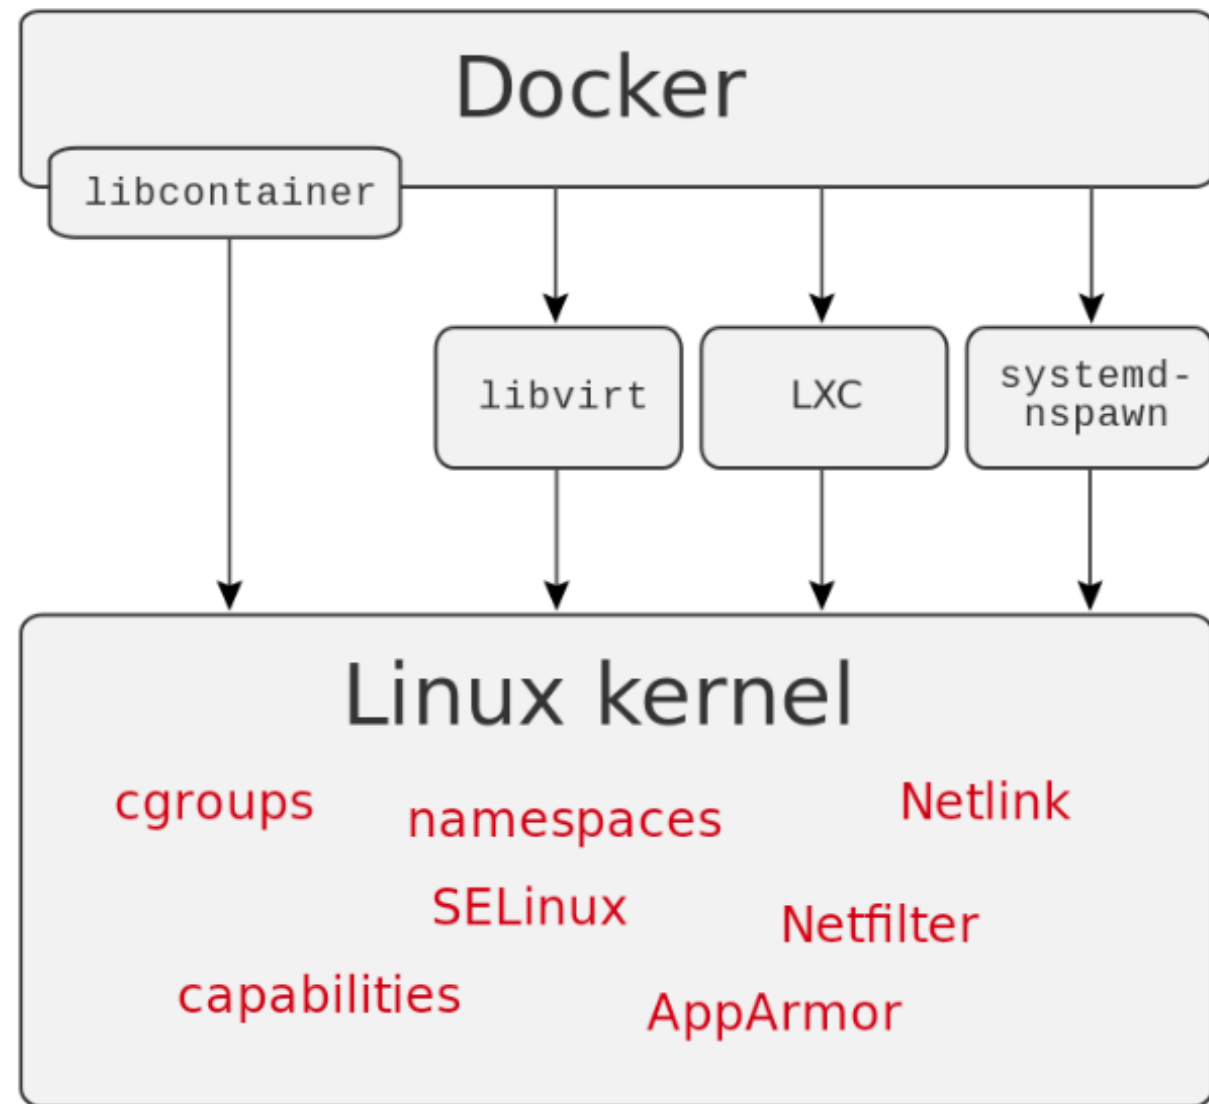 Docker
libcontainer
libvirt
LXC
systemd-
nspawn
Linux kernel
cgroups
namespaces
Netlink
SELinux
Netfilter
capabilities
AppArmor